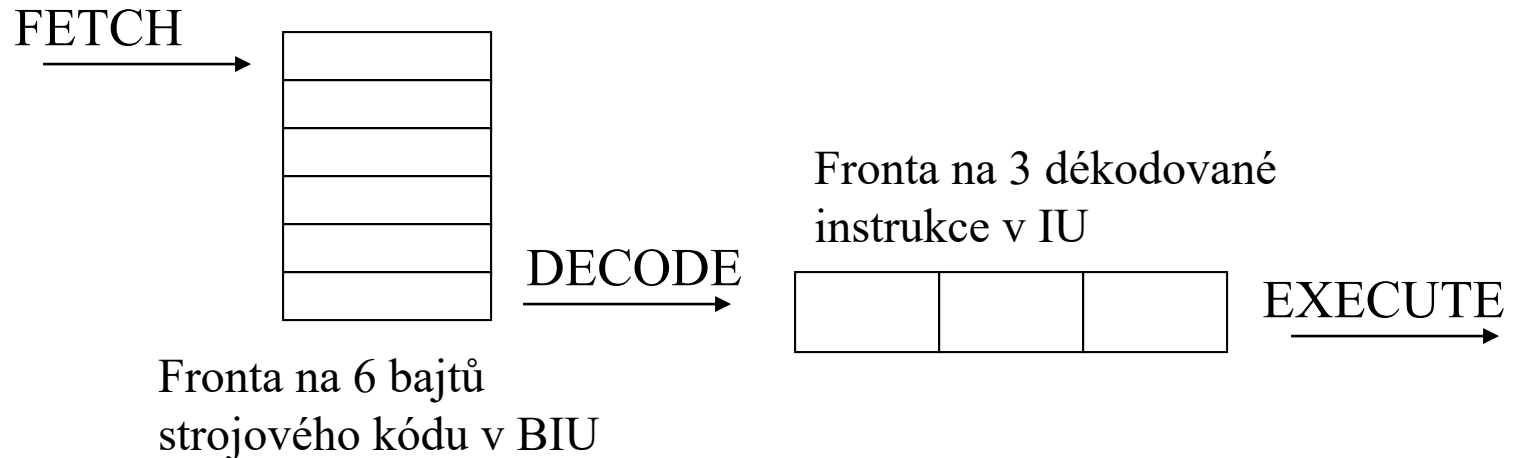 FETCH
Fronta na 3 dékodované
instrukce v IU
DECODE
EXECUTE
Fronta na 6 bajtů
strojového kódu v BIU